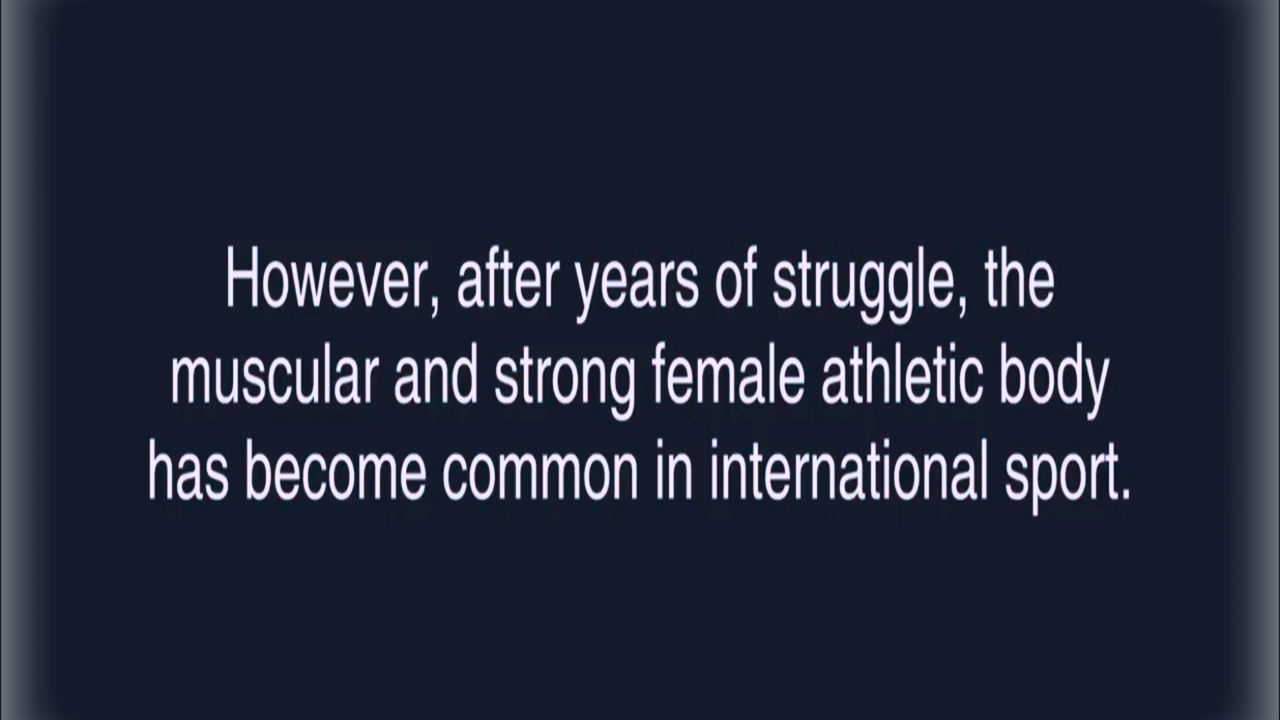 However, after years of struggle, the
muscular and strong female athletic body
has become common in international sport.